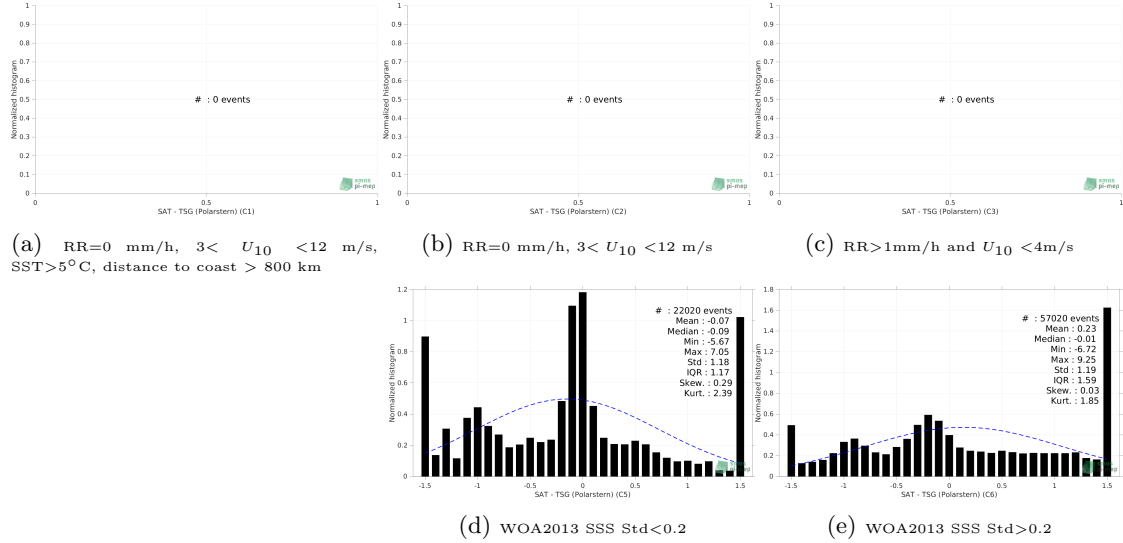 1
0.9
0.8
0.7
0.6
0.5
0.4
0.3
0.2
0.1
0
Normalized histogram
# : 0 events
smos
pi-mep
0 0.5 1
SAT - TSG (Polarstern) (C1)
1
0.9
0.8
0.7
0.6
0.5
0.4
0.3
0.2
0.1
0
Normalized histogram
# : 0 events
smos
pi-mep
0 0.5 1
SAT - TSG (Polarstern) (C2)
1
0.9
0.8
0.7
0.6
0.5
0.4
0.3
0.2
0.1
0
Normalized histogram
# : 0 events
smos
pi-mep
0 0.5 1
SAT - TSG (Polarstern) (C3)
(a) RR=0 mm/h, 3< U10 <12 m/s,
SST>5°C, distance to coast > 800 km
(b) RR=0 mm/h, 3< U10 <12 m/s
(c) RR>1mm/h and U10 <4m/s
1.2
1
0.8
0.6
0.4
0.2
0
Normalized histogram
# : 22020 events
Mean : -0.07
Median : -0.09
Min : -5.67
Max : 7.05
Std : 1.18
IQR : 1.17
Skew. : 0.29
Kurt. : 2.39
-1.5 -1 -0.5 0 0.5 1 1.5
SAT - TSG (Polarstern) (C5)
1.8
1.6
1.4
1.2
1
0.8
0.6
0.4
0.2
0
Normalized histogram
# : 57020 events
Mean : 0.23
Median : -0.01
Min : -6.72
Max : 9.25
Std : 1.19
IQR : 1.59
Skew. : 0.03
Kurt. : 1.85
-1.5 -1 -0.5 0 0.5 1 1.5
SAT - TSG (Polarstern) (C6)
(d) WOA2013 SSS Std<0.2
(e) WOA2013 SSS Std>0.2